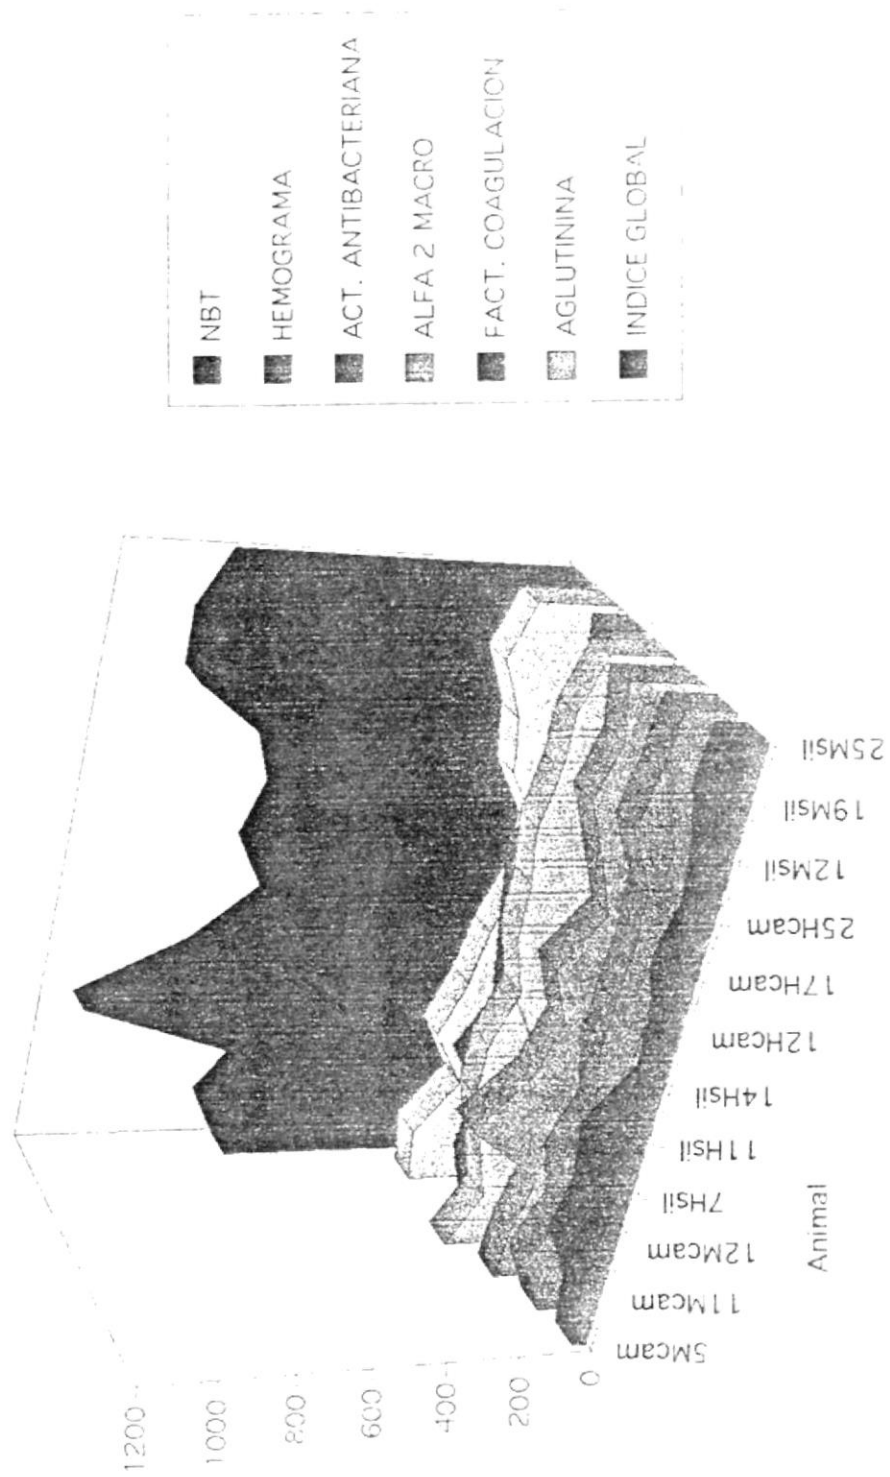 NBT
HEMOGRAMA
ACT. ANTIBACTERIANA
ALFA 2 MACRO
FACT. COAGULACION
AGLUTININA
INDICE GLOBAL
1200
1000
800
600
400
200
0
5Mcam
11Mcam
12Mcam
7Hsil
11Hsil
14Hsil
12Hcam
17Hcam
25Hcam
12Msil
19Msil
25Msil
Animal